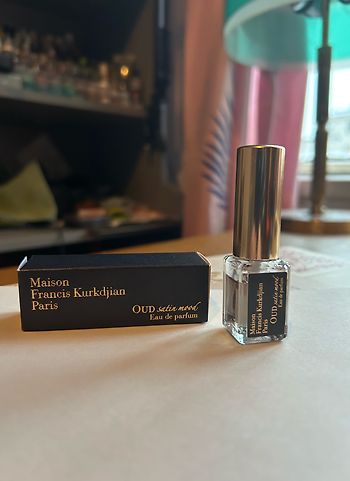 Maison
Francis Kurkdjian
Paris
OUD satin mood
Eau de parfum
Maison
Francis Kurkdjian
Paris
OUD satin mood
Eau de parfum